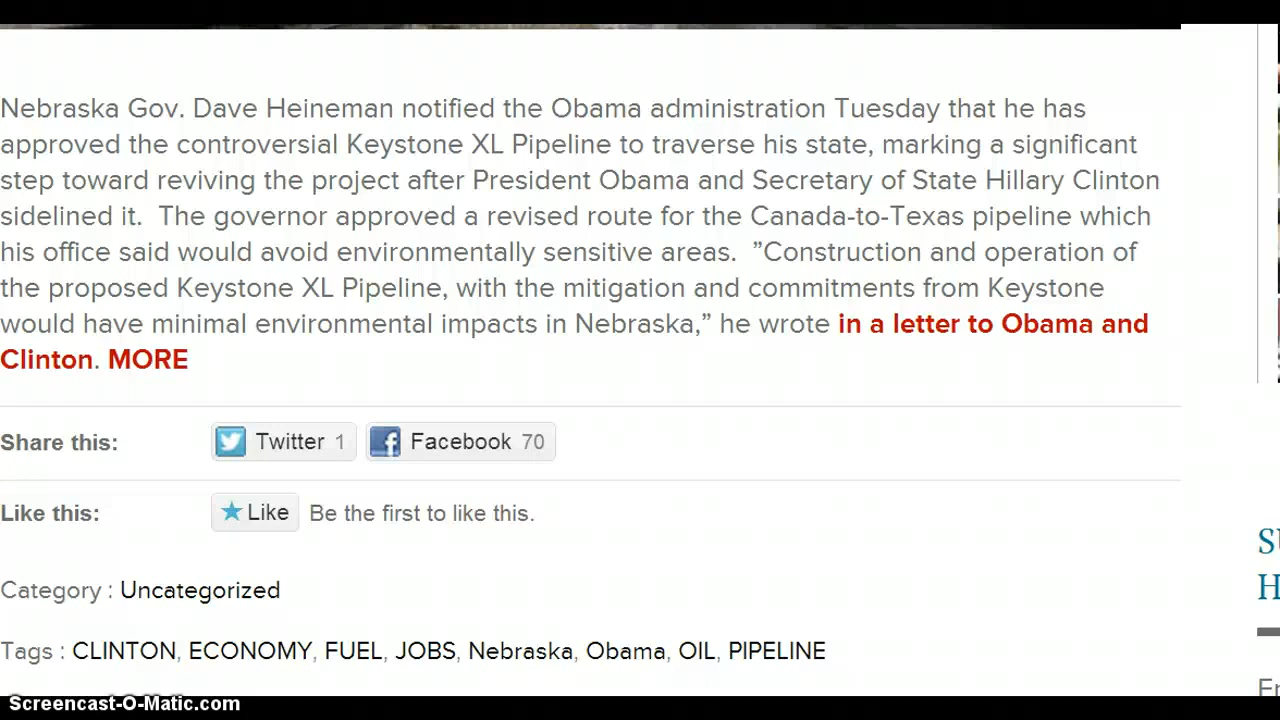 Nebraska Gov. Dave Heineman notified the Obama administration Tuesday that he has
approved the controversial Keystone XL Pipeline to traverse his state, marking a significant
step toward reviving the project after President Obama and Secretary of State Hillary Clinton
sidelined it.  The governor approved a revised route for the Canada-to-Texas pipeline which
his office said would avoid environmentally sensitive areas.  ”Construction and operation of
the proposed Keystone XL Pipeline, with the mitigation and commitments from Keystone
would have minimal environmental impacts in Nebraska,” he wrote in a letter to Obama and
Clinton. MORE
Share this: Twitter 1 Facebook 70
Like this: Like Be the first to like this.
Category : Uncategorized
Tags : CLINTON, ECONOMY, FUEL, JOBS, Nebraska, Obama, OIL, PIPELINE
Screencast-O-Matic.com